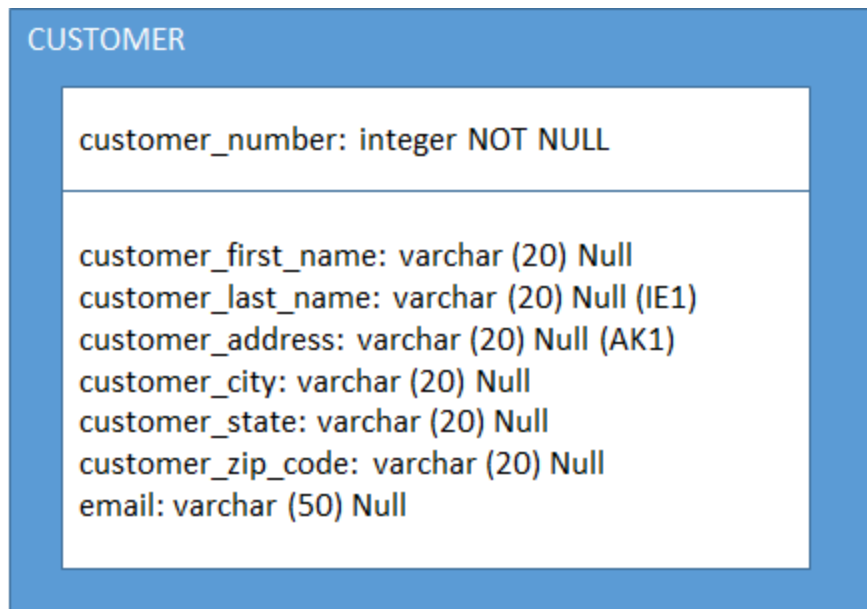 CUSTOMER
customer_number: integer NOT NULL
customer_first_name: varchar (20) Null
customer_last_name: varchar (20) Null (IE1)
customer_address: varchar (20) Null (AK1)
customer_city: varchar (20) Null
customer_state: varchar (20) Null
customer_zip_code: varchar (20) Null
email: varchar (50) Null